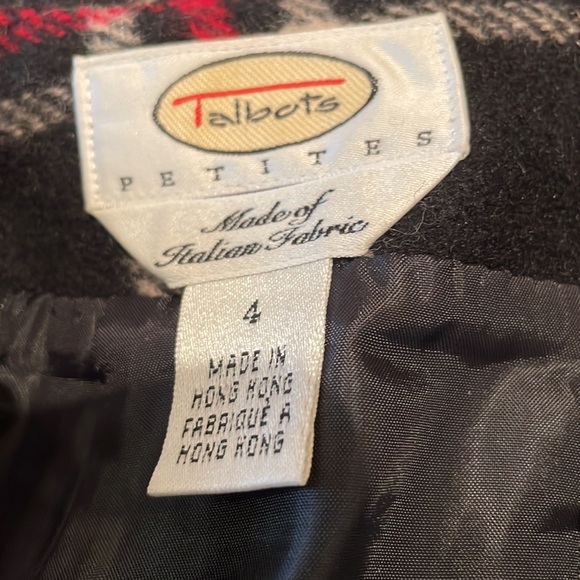 Talbots
PETITES
Made of
Italian Fabric
4
MADE IN
HONG KONG
FABRIQUÉ A
HONG KONG